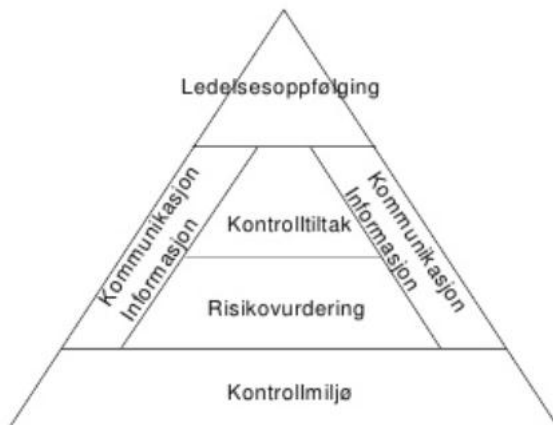 Ledelsesoppfølging
Kommunikasjon
Informasjon
Kontrolltiltak
Kommunikasjon
Informasjon
Risikovurdering
Kontrollmiljø